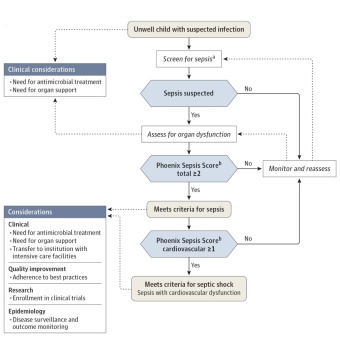 Unwell child with suspected infection
Screen for sepsisª
Clinical considerations
• Need for antimicrobial treatment
• Need for organ support
Sepsis suspected
No
Yes
Assess for organ dysfunction
Phoenix Sepsis Scoreᵇ
total ≥2
No
Monitor and reassess
Yes
Considerations
Clinical
• Need for antimicrobial treatment
• Need for organ support
• Transfer to institution with
intensive care facilities
Quality improvement
• Adherence to best practices
Research
• Enrollment in clinical trials
Epidemiology
• Disease surveillance and
outcome monitoring
Meets criteria for sepsis
Phoenix Sepsis Scoreᵇ
cardiovascular ≥1
No
Yes
Meets criteria for septic shock
Sepsis with cardiovascular dysfunction